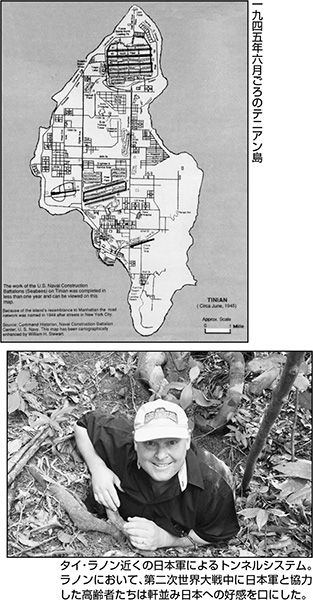 一九四五年六月ごろのテニアン島
The work of the U.S. Naval Construction
Battalions (Seabees) on Tinian was completed in
less than one year and can be viewed on this
map.
Because of the island's resemblance to Manhattan the road
network was named in 1944 after streets in New York City.
Source: Command Historian, Naval Construction Battalion
Center, U.S. Navy. This map has been cartographically
enhanced by William H. Stewart.
TINIAN
(Circa June, 1945)
Approx. Scale
1 Mile
タイ・ラノン近くの日本軍によるトンネルシステム。
ラノンにおいて、第二次世界大戦中に日本軍と協力
した高齢者たちは軒並み日本への好感を口にした。